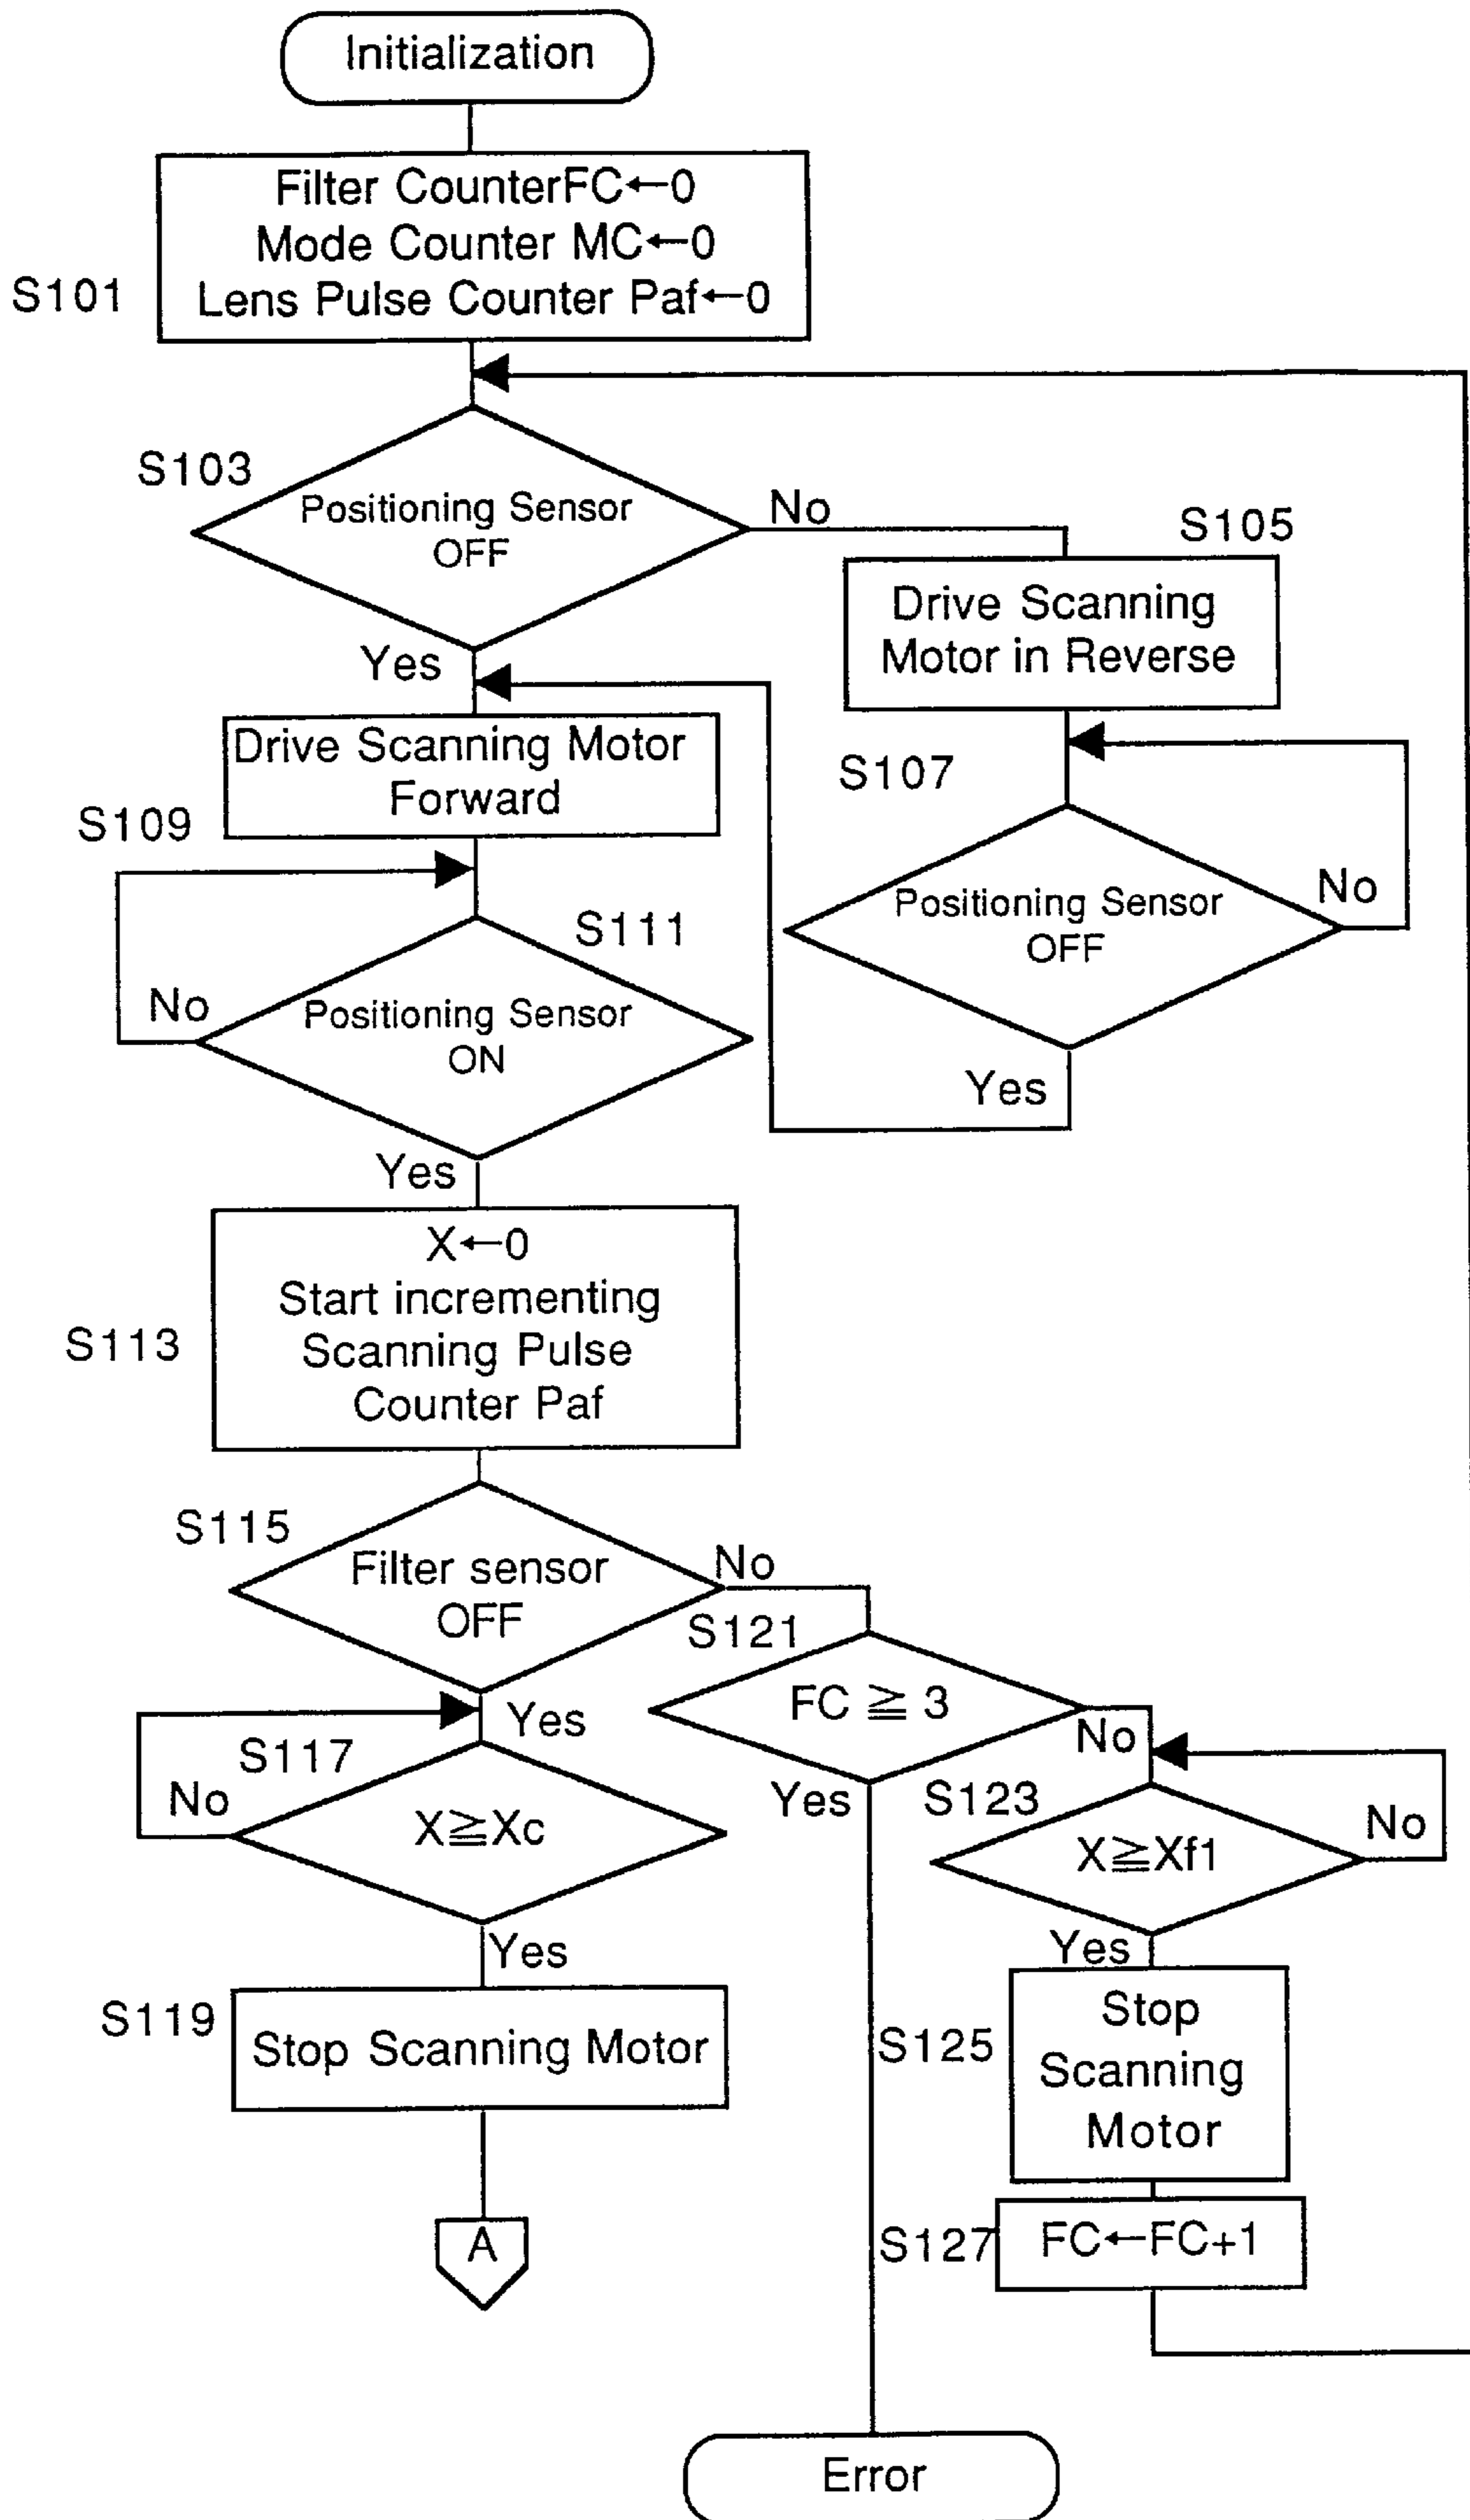 Initialization
Filter CounterFC←0
Mode Counter MC←0
Lens Pulse Counter Paf←0
S101
S103
Positioning Sensor
OFF
No
Yes
S105
Drive Scanning
Motor in Reverse
Drive Scanning Motor
Forward
S109
S107
Positioning Sensor
OFF
No
Yes
S111
Positioning Sensor
ON
No
Yes
X←0
Start incrementing
Scanning Pulse
Counter Paf
S113
S115
Filter sensor
OFF
No
Yes
S121
FC ≧ 3
No
Yes
S117
X≧Xc
No
Yes
S123
X≧Xf1
No
Yes
S119
Stop Scanning Motor
S125
Stop
Scanning
Motor
S127
FC←FC+1
A
Error